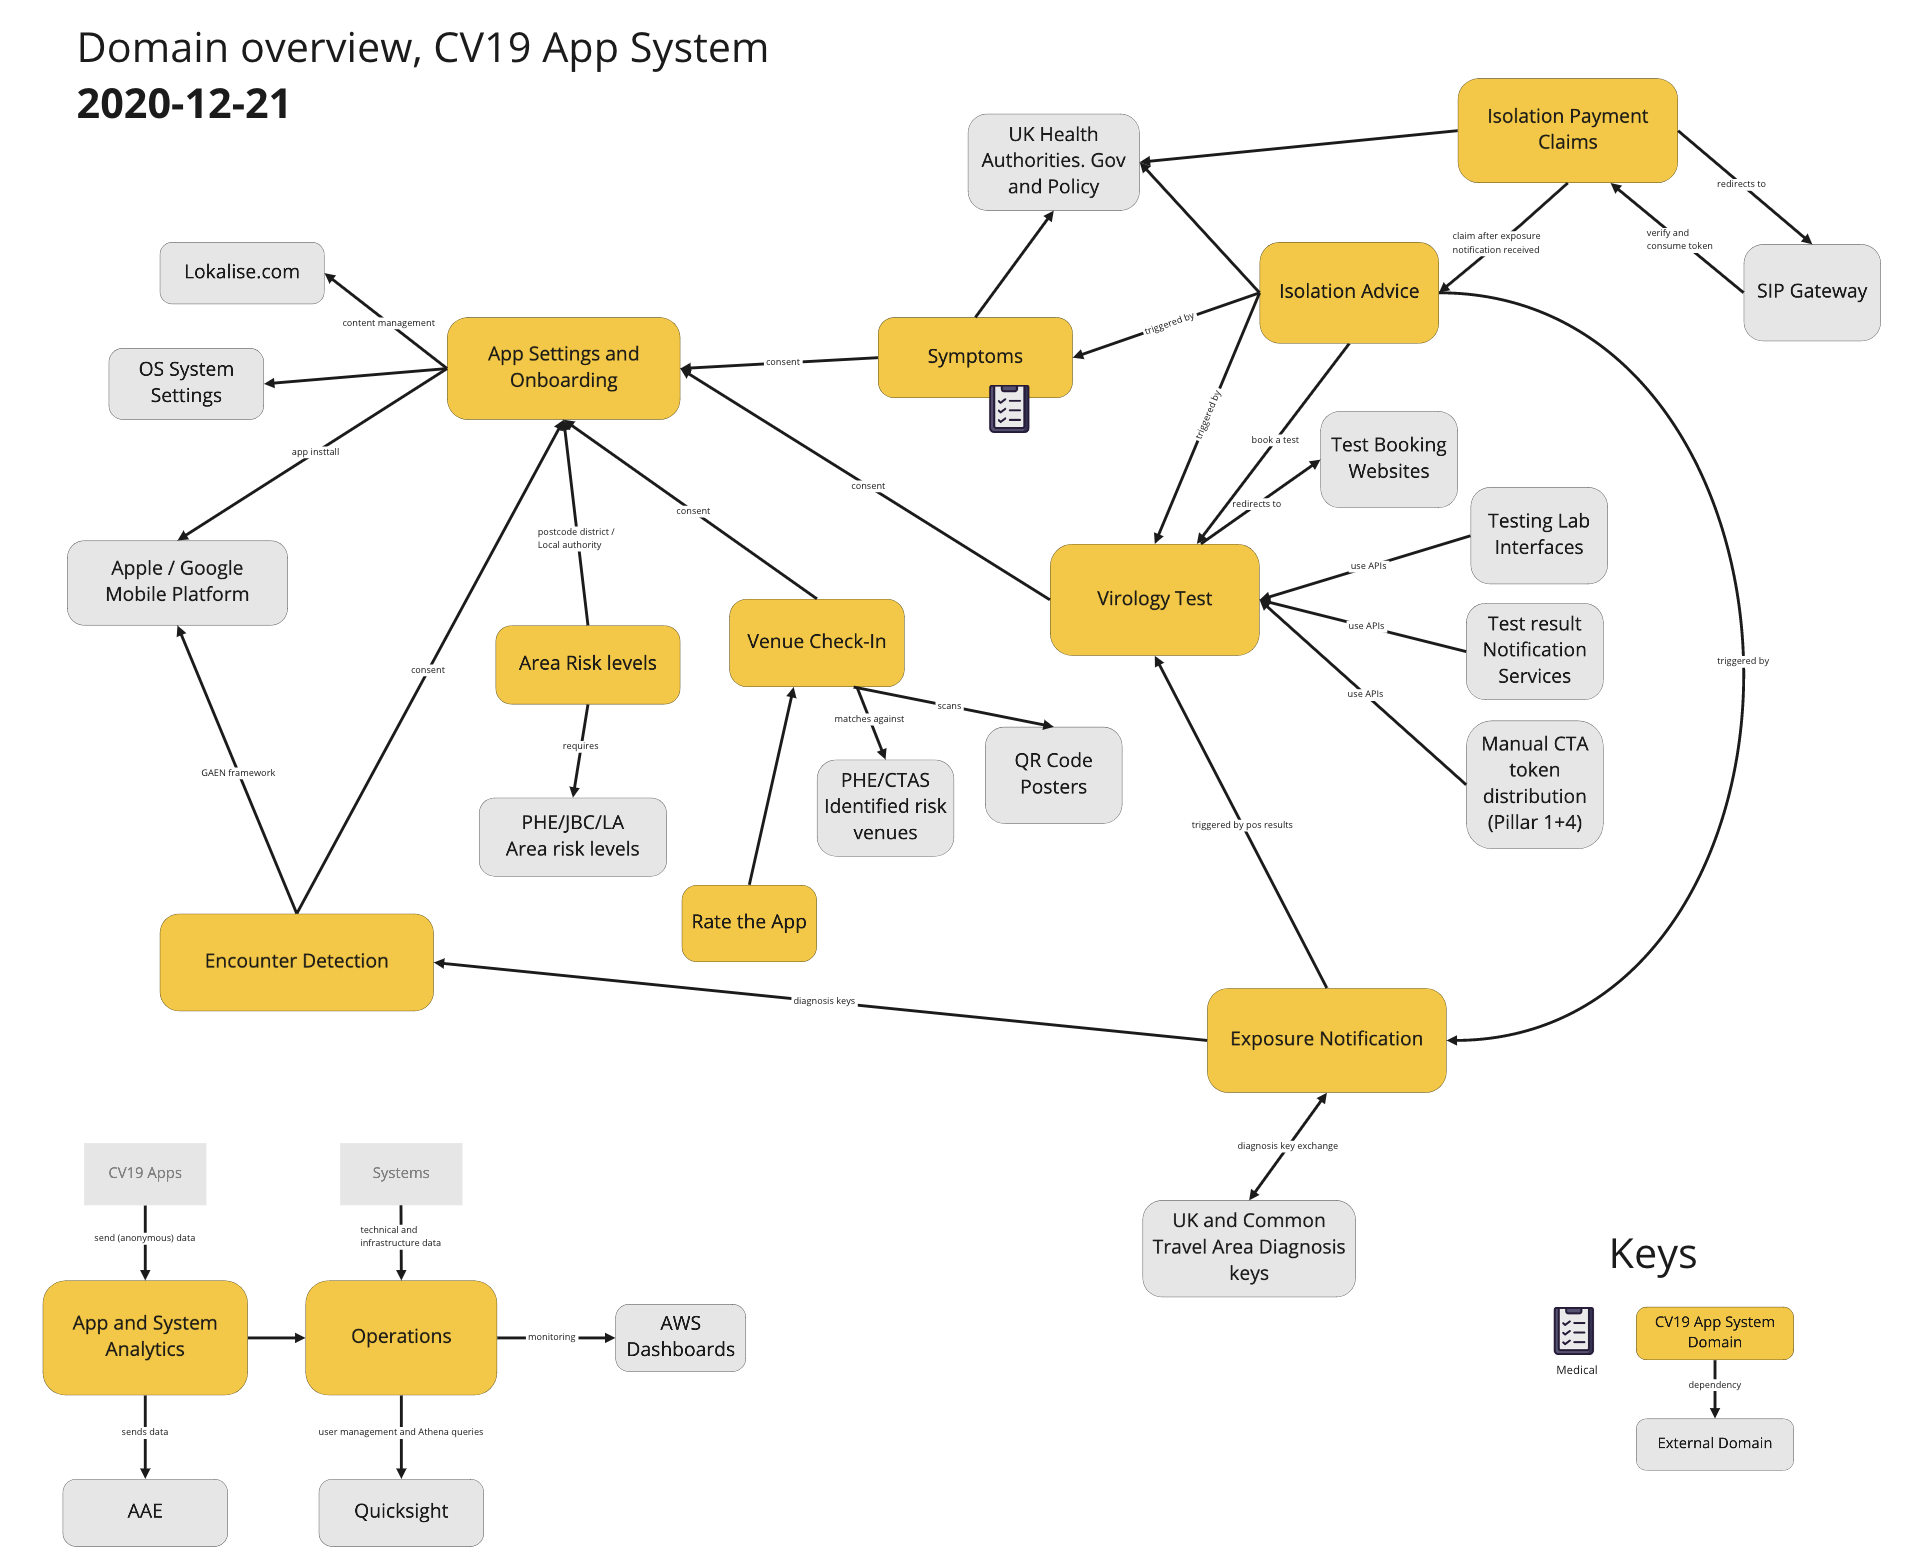 Domain overview, CV19 App System
2020-12-21
Isolation Payment
Claims
UK Health
Authorities. Gov
and Policy
redirects to
verify and
consume token
claim after exposure
notification received
Lokalise.com
Isolation Advice
SIP Gateway
content management
triggered by
App Settings and
Onboarding
Symptoms
consent
OS System
Settings
triggered by
book a test
Test Booking
Websites
app insttall
consent
redirects to
consent
postcode district /
Local authority
Testing Lab
Interfaces
use APIs
Apple / Google
Mobile Platform
Virology Test
use APIs
Test result
Notification
Services
Venue Check-In
Area Risk levels
consent
triggered by
use APIs
scans
matches against
requires
Manual CTA
token
distribution
(Pillar 1+4)
QR Code
Posters
GAEN framework
PHE/CTAS
Identified risk
venues
PHE/JBC/LA
Area risk levels
triggered by pos results
Rate the App
Encounter Detection
diagnosis keys
Exposure Notification
diagnosis key exchange
UK and Common
Travel Area Diagnosis
keys
CV19 Apps
Systems
send (anonymous) data
technical and
infrastructure data
App and System
Analytics
Operations
monitoring
AWS
Dashboards
sends data
user management and Athena queries
AAE
Quicksight
Keys
Medical
CV19 App System
Domain
dependency
External Domain